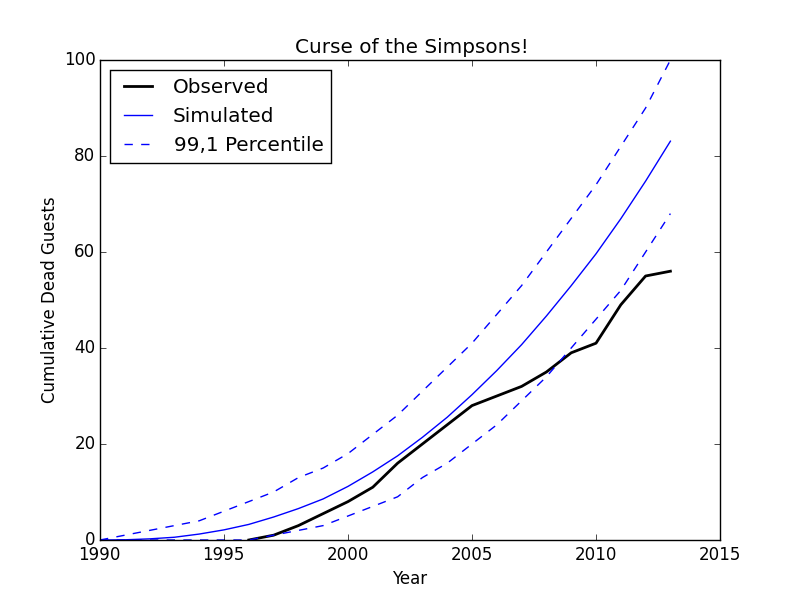 Curse of the Simpsons!
Observed
Simulated
99,1 Percentile
100
80
60
40
20
0
Cumulative Dead Guests
1990 1995 2000 2005 2010 2015
Year